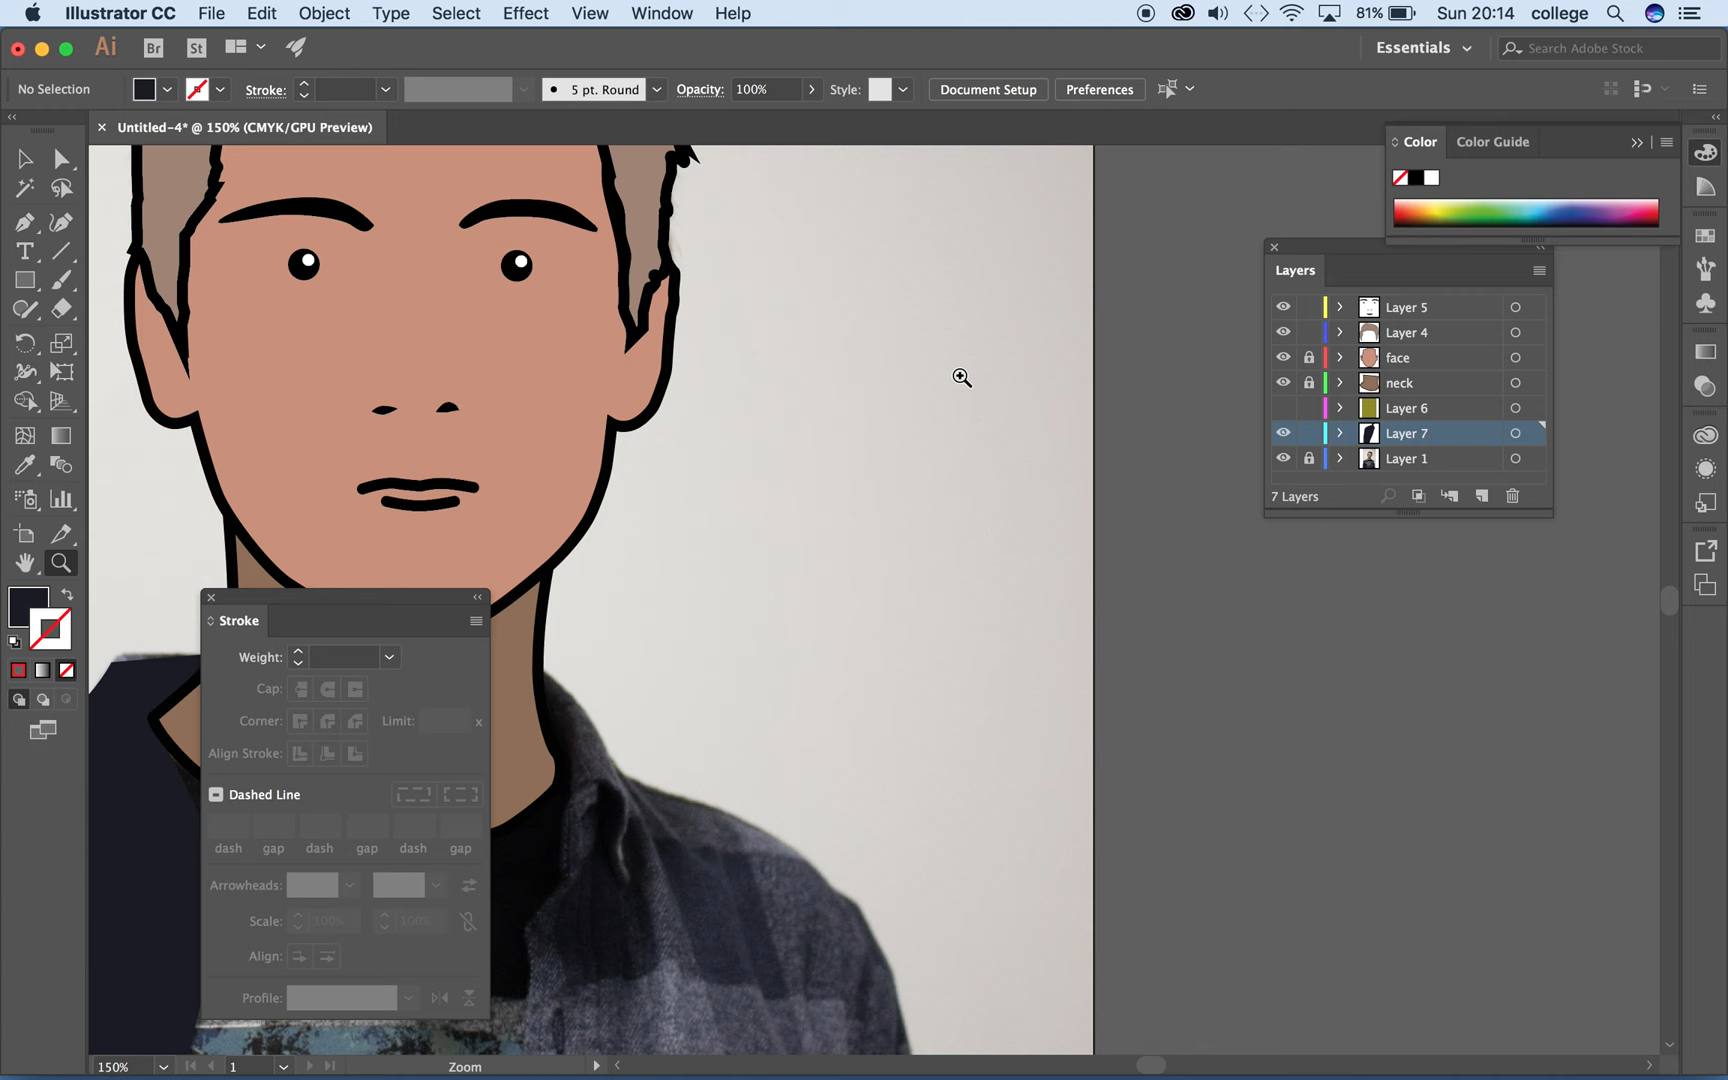 Illustrator CC File Edit Object Type Select Effect View Window Help 81% Sun 20:14 college
Ai Br St Essentials Search Adobe Stock
No Selection Stroke: 5 pt. Round Opacity: 100% Style: Document Setup Preferences
× Untitled-4* @ 150% (CMYK/GPU Preview)
Color Color Guide
Layers
Layer 5
Layer 4
face
neck
Layer 6
Layer 7
Layer 1
7 Layers
Stroke
Weight:
Cap:
Corner: Limit: x
Align Stroke:
Dashed Line
dash gap dash gap dash gap
Arrowheads:
Scale: 100% 100%
Align:
Profile:
150% 1 Zoom